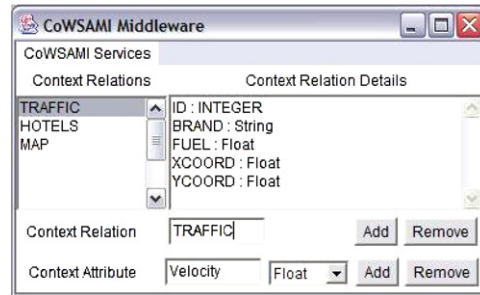 CoWSAMI Middleware
CoWSAMI Services
Context Relations Context Relation Details
TRAFFIC
HOTELS
MAP
ID : INTEGER
BRAND : String
FUEL : Float
XCOORD : Float
YCOORD : Float
Context Relation TRAFFIC Add Remove
Context Attribute Velocity Float Add Remove